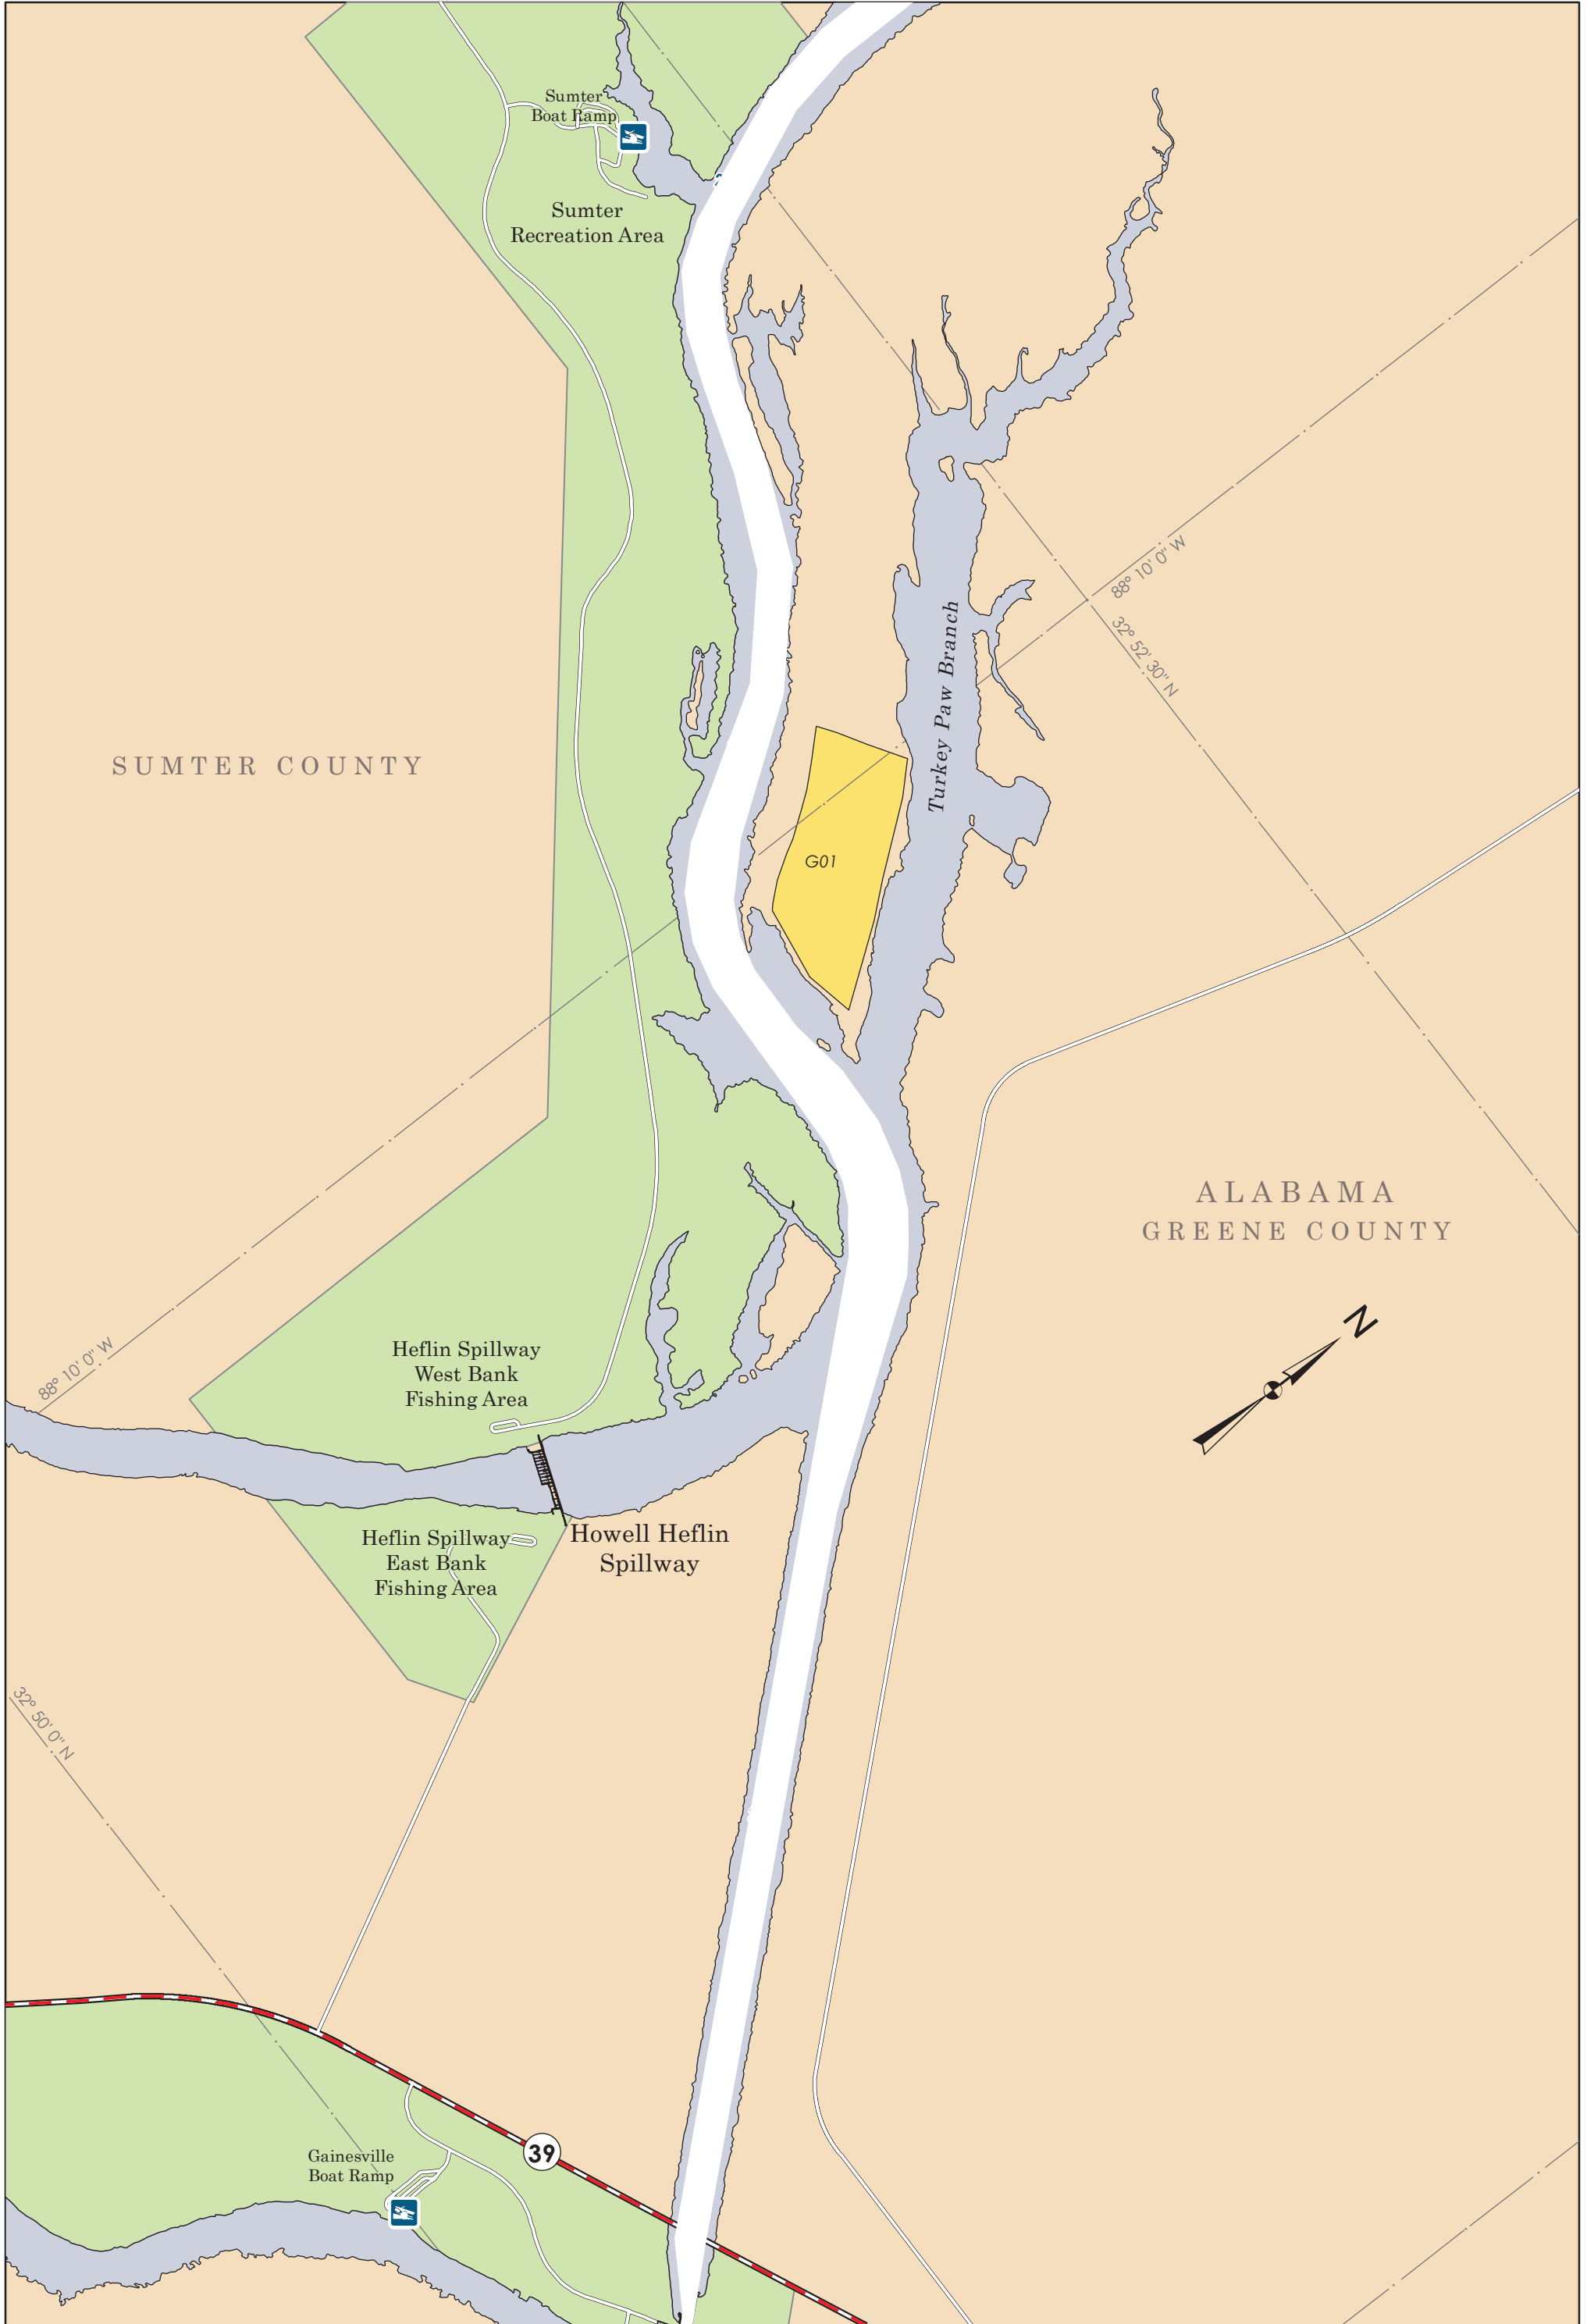 Sumter
Boat Ramp
Sumter
Recreation Area
88° 10' 0" W
32° 52' 30" N
Turkey Paw Branch
SUMTER COUNTY
G01
ALABAMA
GREENE COUNTY
N
Heflin Spillway
West Bank
Fishing Area
88° 10' 0" W
Howell Heflin
Spillway
Heflin Spillway
East Bank
Fishing Area
32° 50' 0" N
39
Gainesville
Boat Ramp